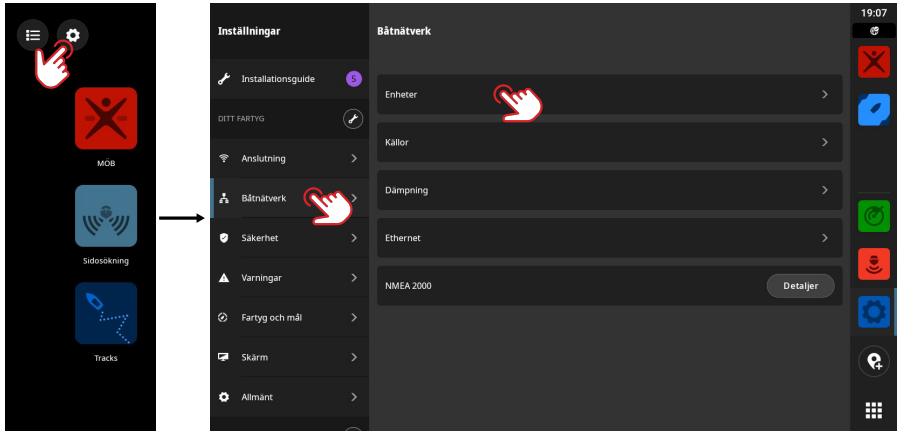 MÖB
Sidosökning
Tracks
Inställningar
Installationsguide
5
DITT FARTYG
Anslutning
Båtnätverk
Säkerhet
Varningar
Fartyg och mål
Skärm
Allmänt
Båtnätverk
Enheter
Källor
Dämpning
Ethernet
NMEA 2000
Detaljer
19:07